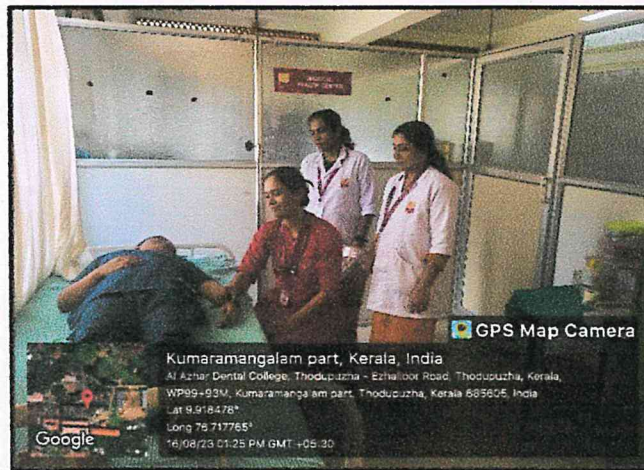 HEALTH CENTER
GPS Map Camera
Kumaramangalam part, Kerala, India
Al Azhar Dental College, Thodupuzha - Ezhalloor Road, Thodupuzha, Kerala,
WP99+93M, Kumaramangalam part, Thodupuzha, Kerala 685605, India
Lat 9.918478°
Long 76.717765°
16/08/23 01:25 PM GMT +05:30
Google